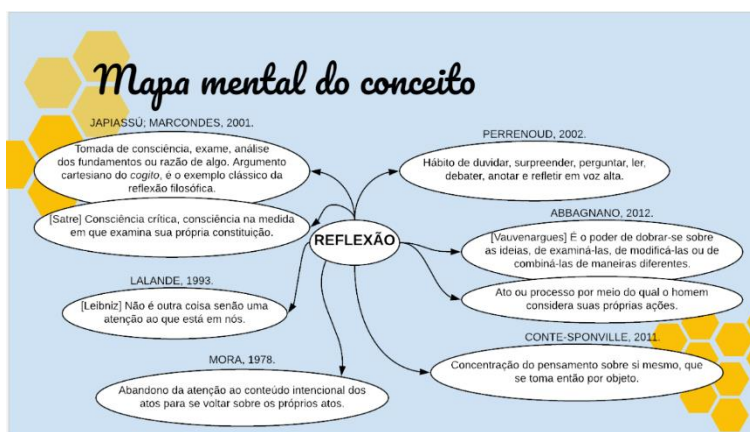 Mapa mental do conceito
JAPIASSÚ; MARCONDES, 2001.
Tomada de consciência, exame, análise
dos fundamentos ou razão de algo. Argumento
cartesiano do cogito, é o exemplo clássico da
reflexão filosófica.
[Satre] Consciência crítica, consciência na medida
em que examina sua própria constituição.
LALANDE, 1993.
[Leibniz] Não é outra coisa senão uma
atenção ao que está em nós.
MORA, 1978.
Abandono da atenção ao conteúdo intencional dos
atos para se voltar sobre os próprios atos.
REFLEXÃO
PERRENOUD, 2002.
Hábito de duvidar, surpreender, perguntar, ler,
debater, anotar e refletir em voz alta.
ABBAGNANO, 2012.
[Vauvenargues] É o poder de dobrar-se sobre
as ideias, de examiná-las, de modificá-las ou de
combiná-las de maneiras diferentes.
Ato ou processo por meio do qual o homem
considera suas próprias ações.
CONTE-SPONVILLE, 2011.
Concentração do pensamento sobre si mesmo, que
se toma então por objeto.